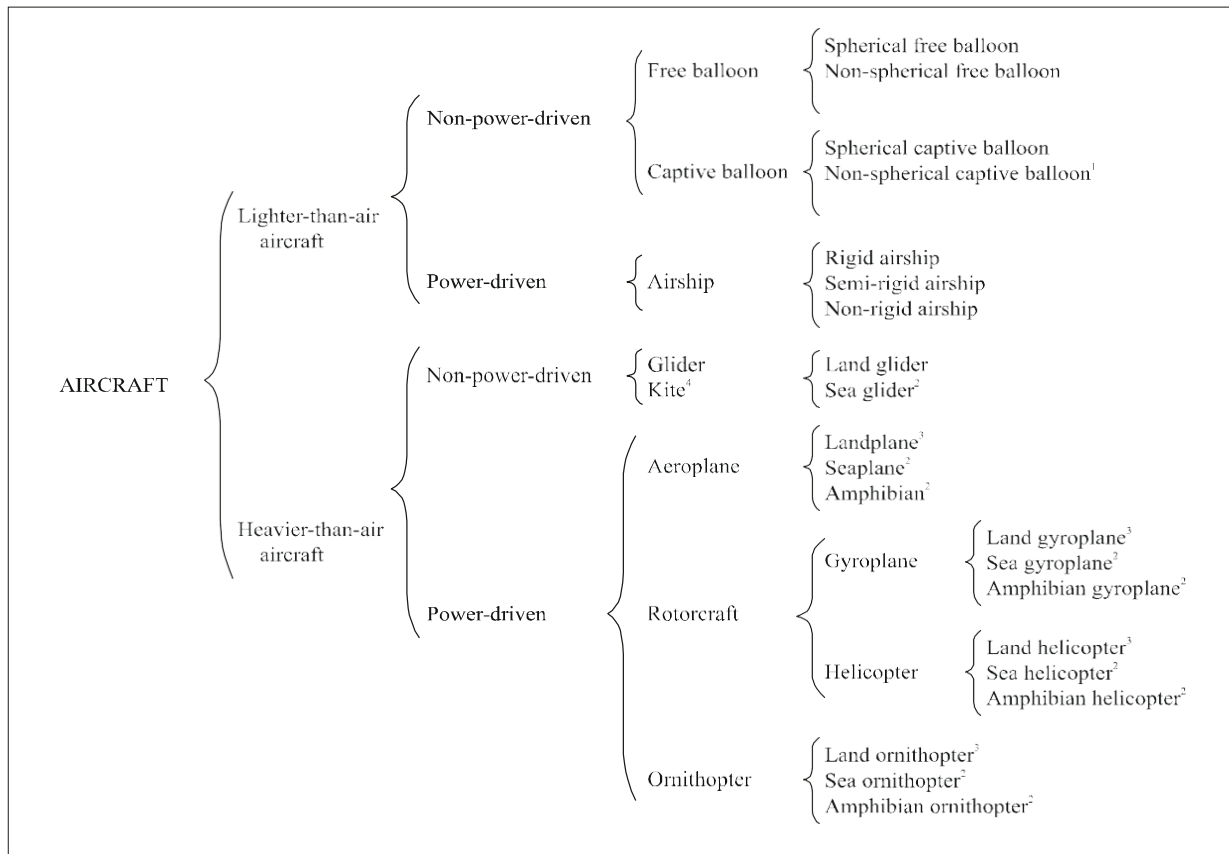 AIRCRAFT
Lighter-than-air
aircraft
Non-power-driven
Free balloon
Spherical free balloon
Non-spherical free balloon
Captive balloon
Spherical captive balloon
Non-spherical captive balloon¹
Power-driven
Airship
Rigid airship
Semi-rigid airship
Non-rigid airship
Heavier-than-air
aircraft
Non-power-driven
Glider
Kite⁴
Land glider
Sea glider²
Power-driven
Aeroplane
Landplane³
Seaplane²
Amphibian²
Rotorcraft
Gyroplane
Land gyroplane³
Sea gyroplane²
Amphibian gyroplane²
Helicopter
Land helicopter³
Sea helicopter²
Amphibian helicopter²
Ornithopter
Land ornithopter³
Sea ornithopter²
Amphibian ornithopter²